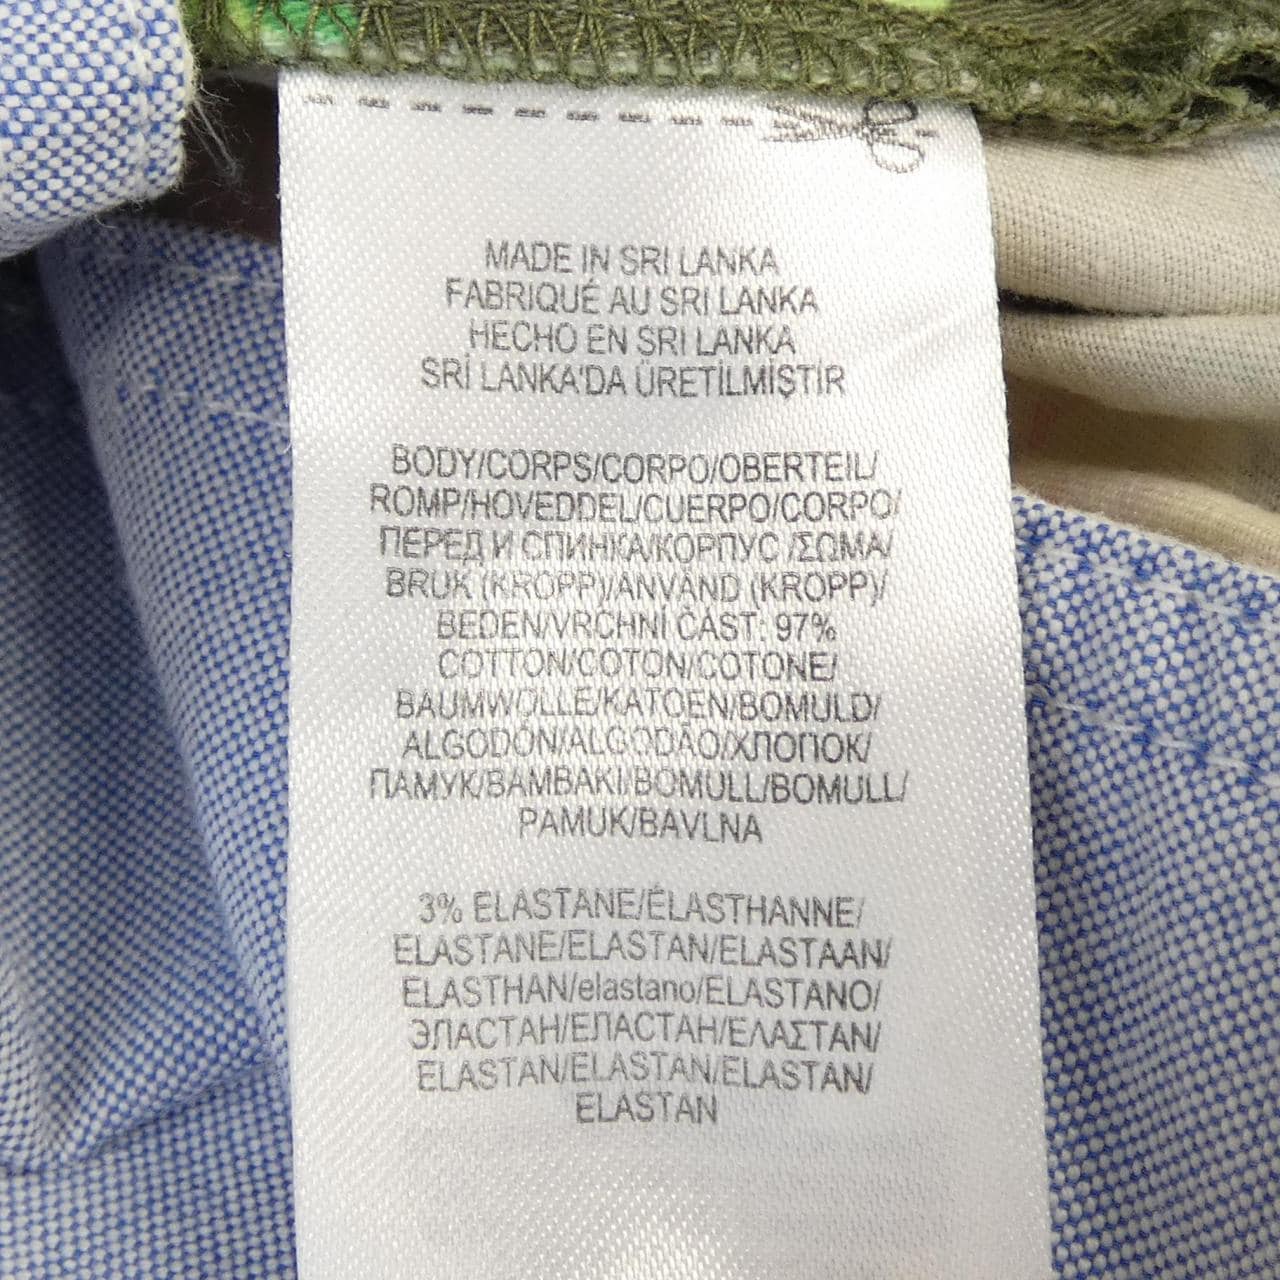 MADE IN SRI LANKA
FABRIQUÉ AU SRI LANKA
HECHO EN SRI LANKA
SRİ LANKA'DA ÜRETİLMİŞTİR
BODY/CORPS/CORPO/OBERTEIL/
ROMP/HOVEDDEL/CUERPO/CORPO/
ПЕРЕД И СПИНКА/КОРПУС /ΣΩΜΑ/
BRUK (KROPP)/ANVÄND (KROPP)/
BEDEN/VRCHNÍ ČÁST: 97%
COTTON/COTON/COTONE/
BAUMWOLLE/KATOEN/BOMULD/
ALGODÓN/ALGODÃO/ХЛОПОК/
ПАМУК/BAMBAKI/BOMULL/BOMULL/
PAMUK/BAVLNA
3% ELASTANE/ÉLASTHANNE/
ELASTANE/ELASTAN/ELASTAAN/
ELASTHAN/elastano/ELASTANO/
ЭЛАСТАН/ЕЛАСТАН/ΕΛΑΣΤΑΝ/
ELASTAN/ELASTAN/ELASTAN/
ELASTAN